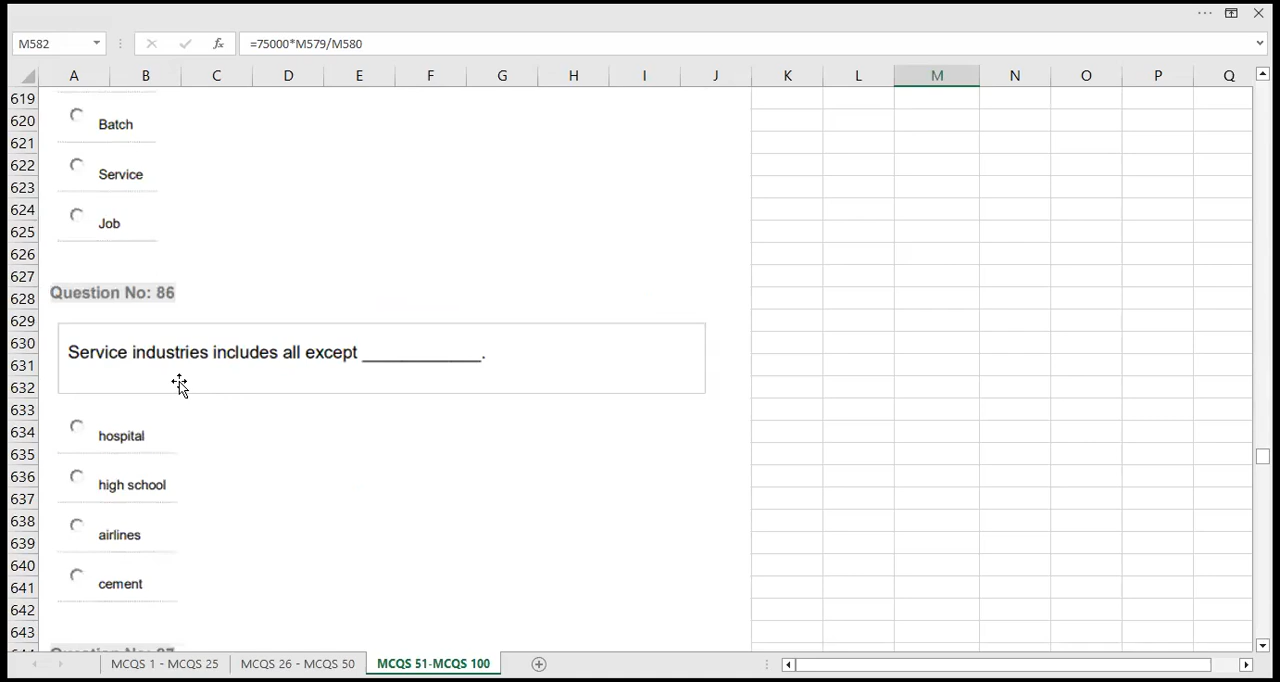 M582
fx
=75000*M579/M580
A B C D E F G H I J K L M N O P Q
619
620
Batch
621
622
Service
623
624
Job
625
626
627
Question No: 86
628
629
630
Service industries includes all except ____________.
631
632
633
634
hospital
635
636
high school
637
638
airlines
639
640
cement
641
642
643
MCQS 1 - MCQS 25
MCQS 26 - MCQS 50
MCQS 51-MCQS 100